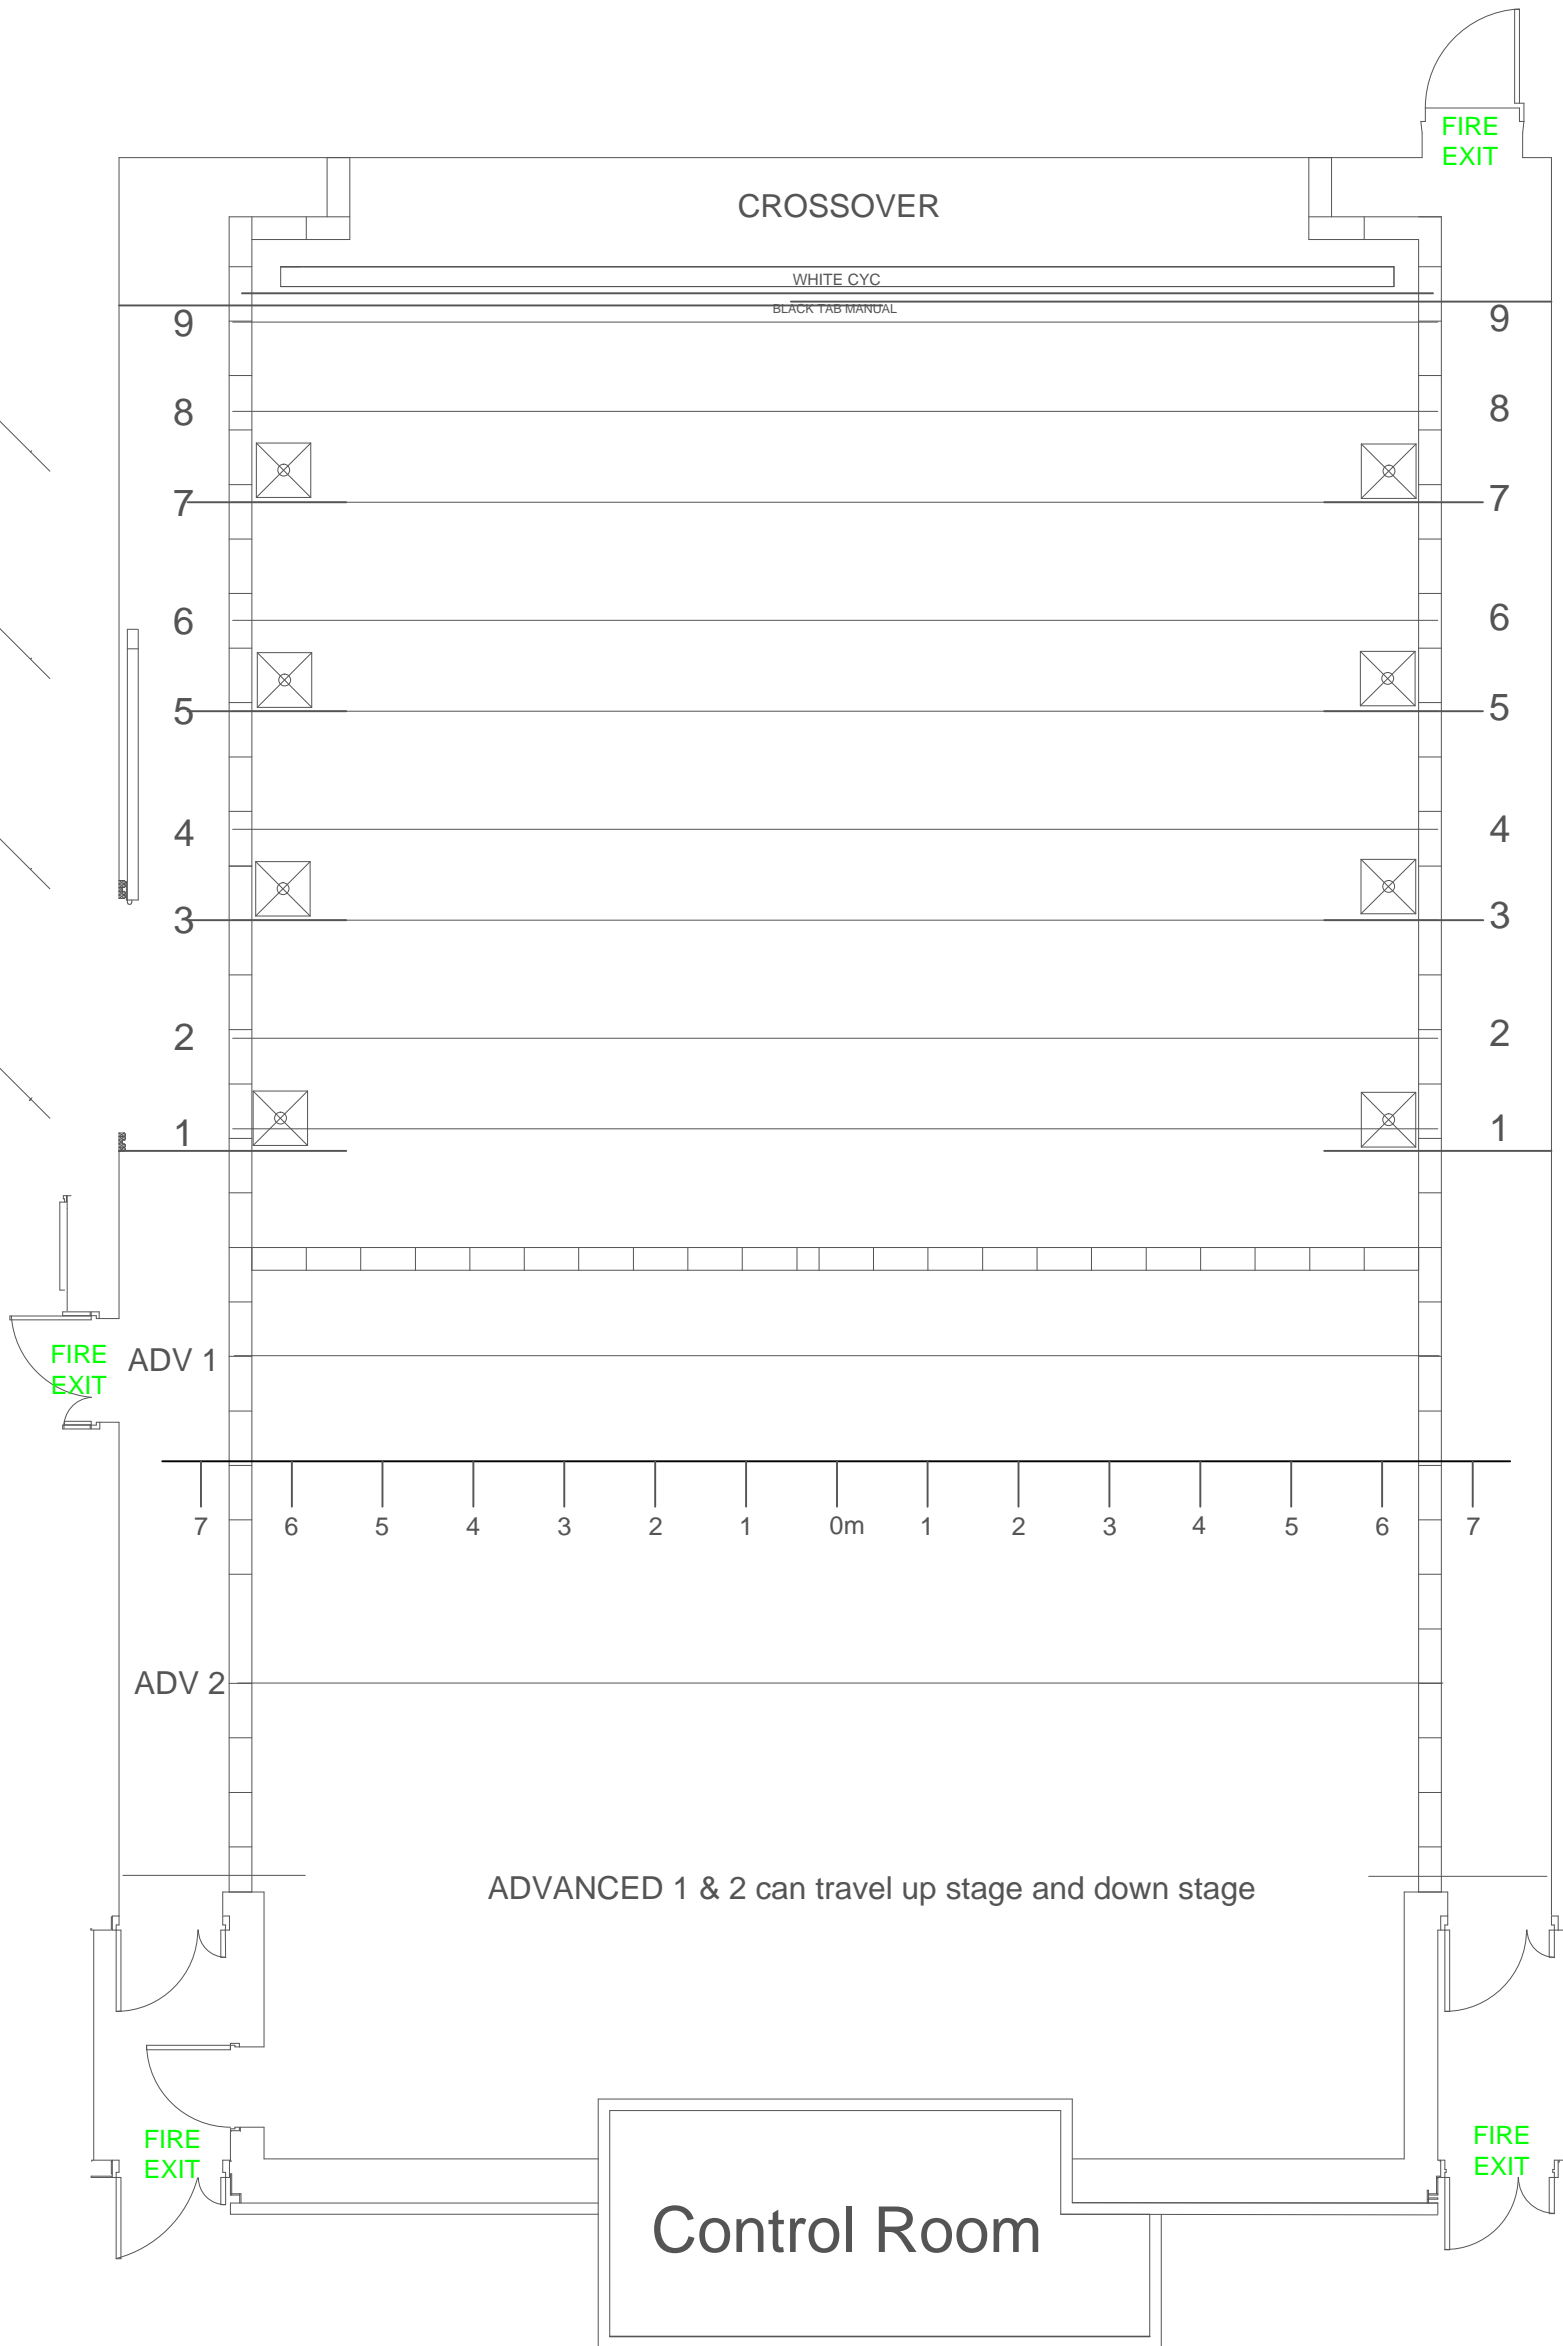 FIRE
EXIT
CROSSOVER
WHITE CYC
BLACK TAB MANUAL
9 9
8 8
7 7
6 6
5 5
4 4
3 3
2 2
1 1
FIRE
EXIT
ADV 1
7 6 5 4 3 2 1 0m 1 2 3 4 5 6 7
ADV 2
ADVANCED 1 & 2 can travel up stage and down stage
FIRE
EXIT
FIRE
EXIT
Control Room